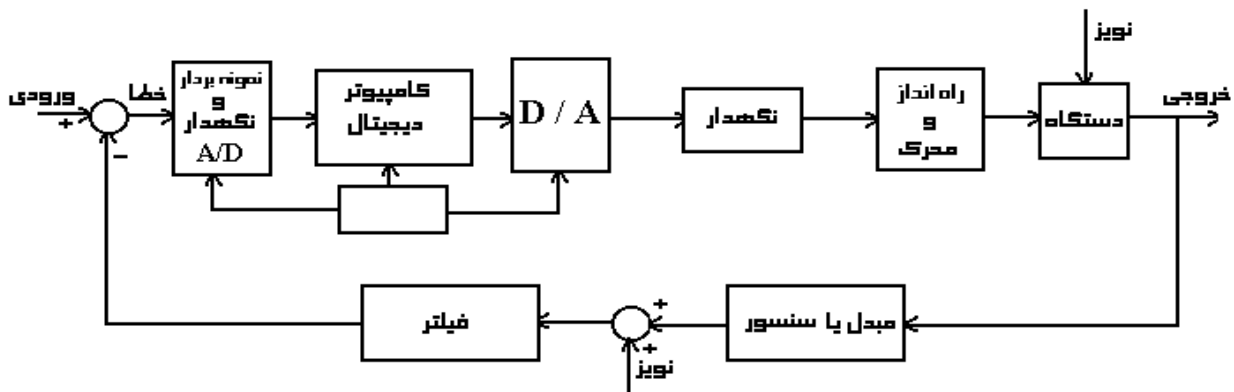 نویز
ورودی
+
خطا
نمونه بردار
و
نگهدار
A/D
کامپیوتر
دیجیتال
D / A
نگهدار
راه انداز
و
محرک
دستگاه
خروجی
−
فیلتر
+
+
نویز
مبدل یا سنسور